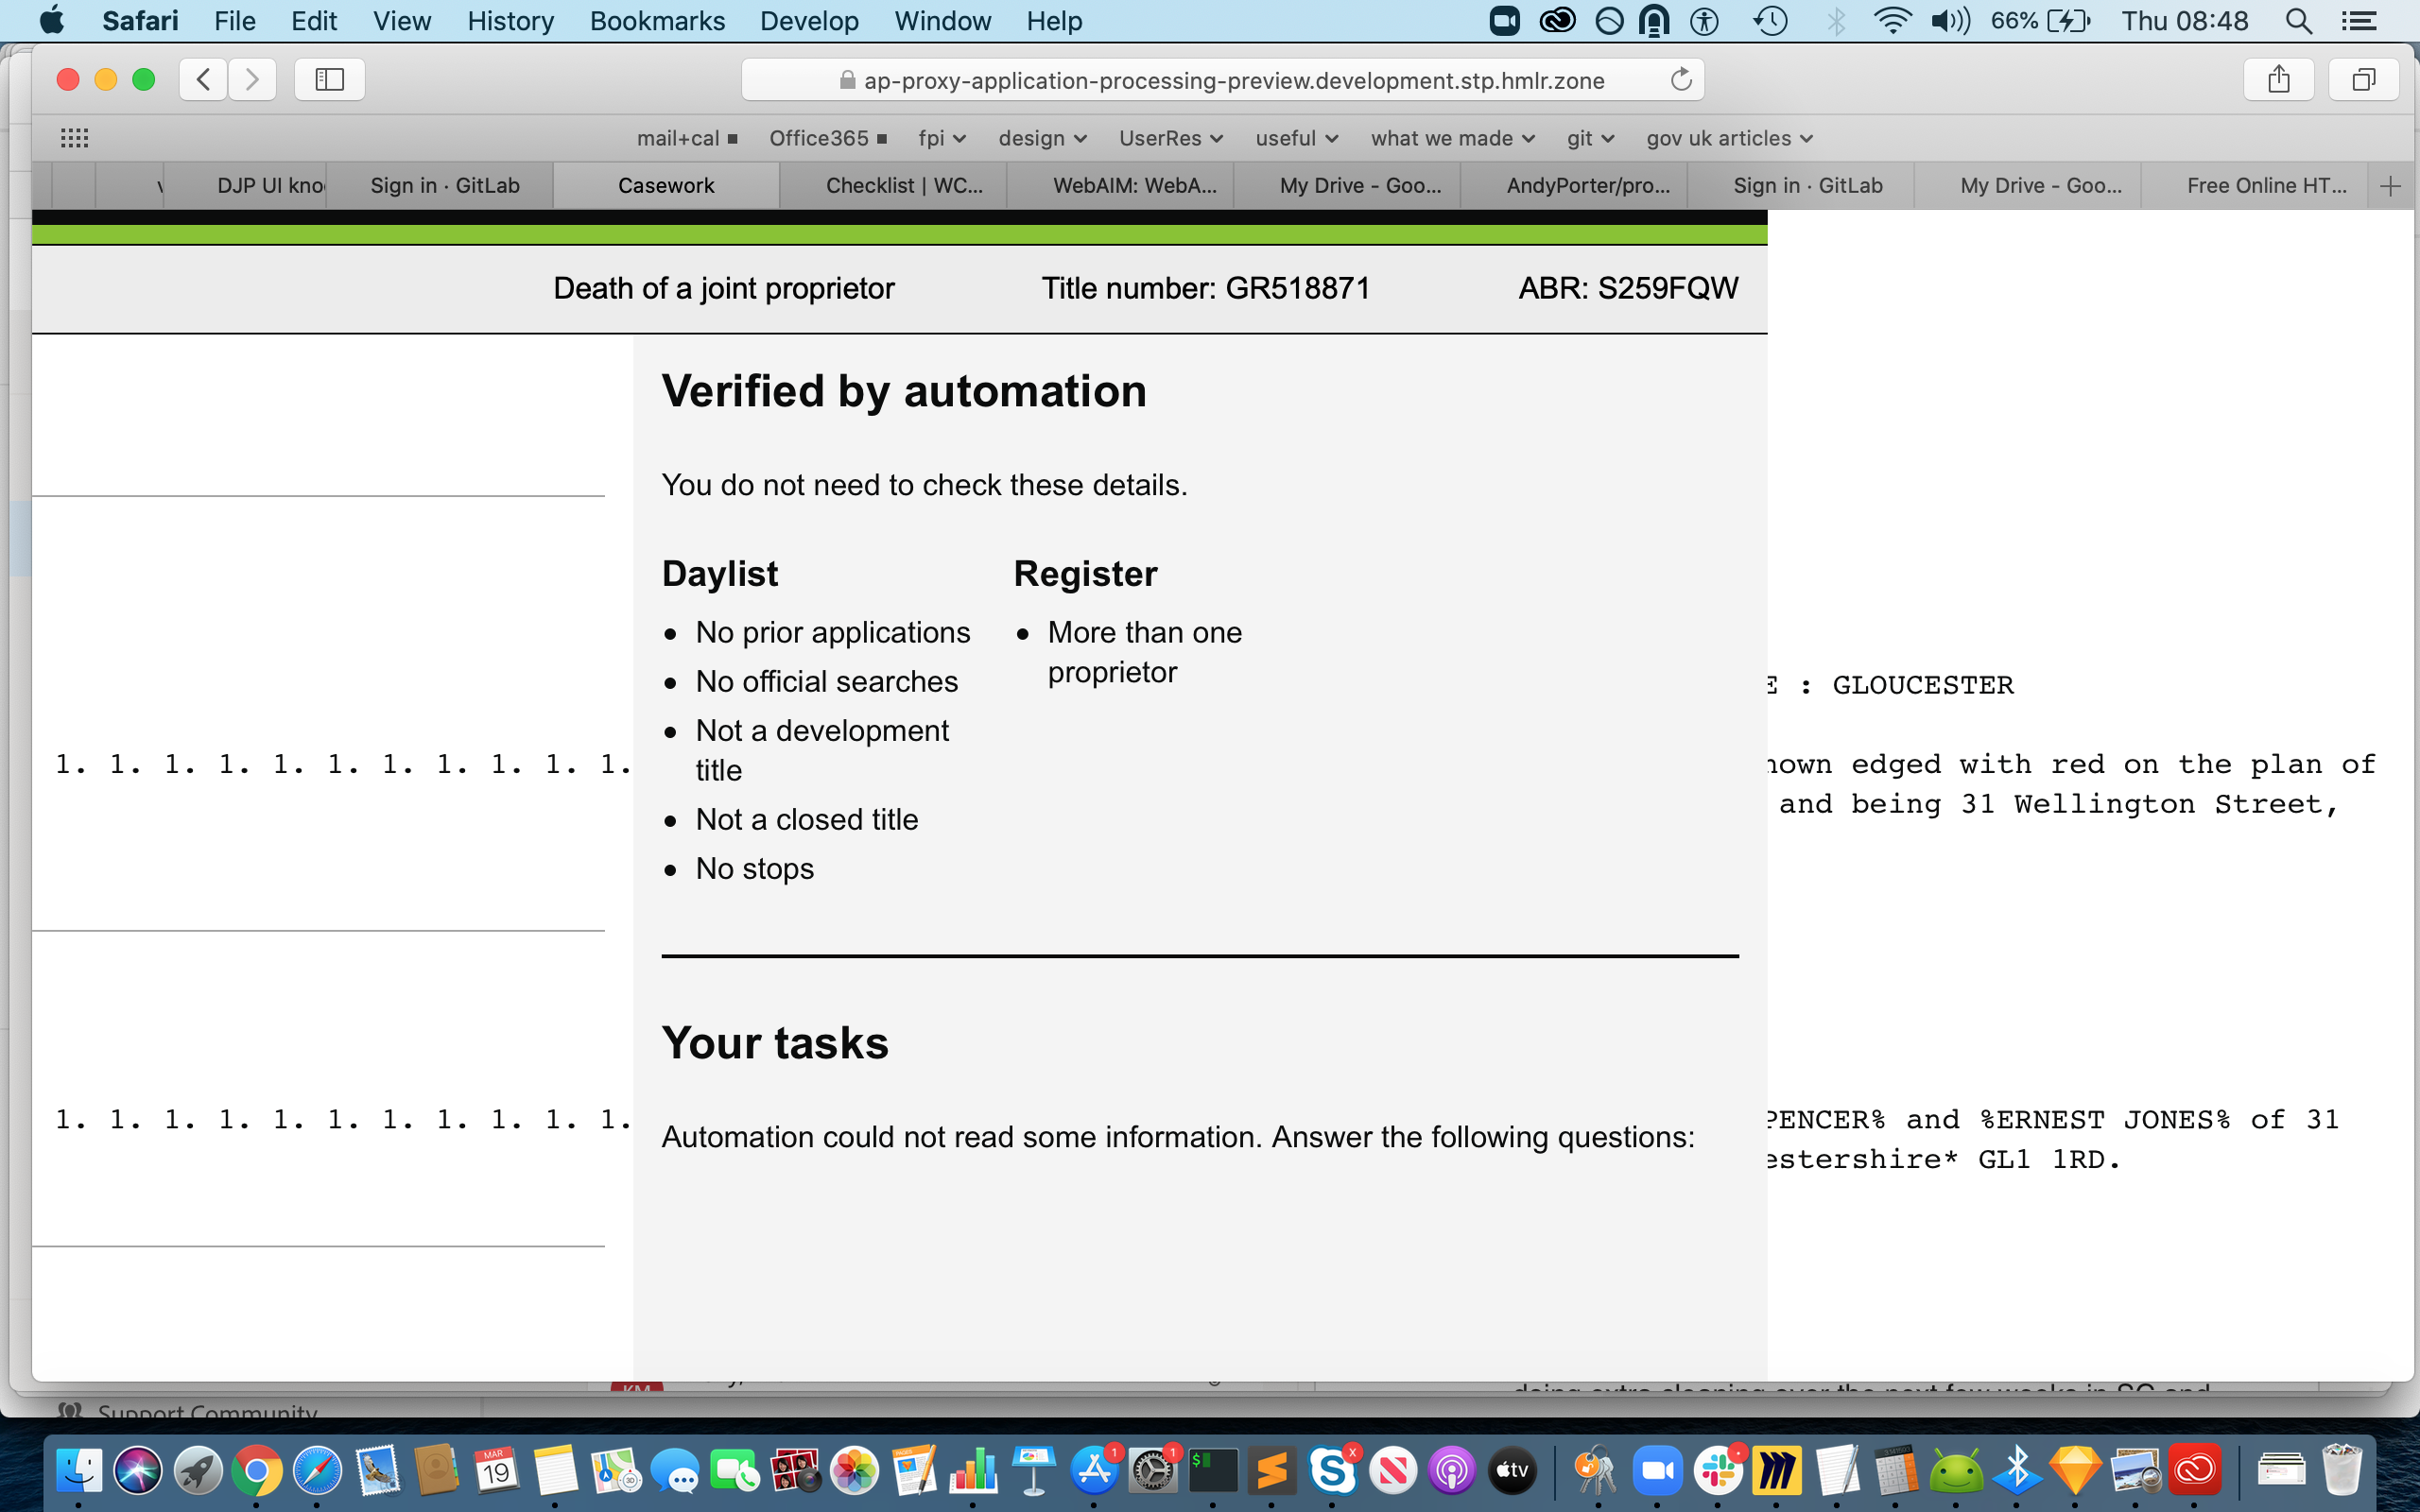 Safari File Edit View History Bookmarks Develop Window Help 66% Thu 08:48
ap-proxy-application-processing-preview.development.stp.hmlr.zone
mail+cal Office365 fpi design UserRes useful what we made git gov uk articles
DJP UI kno Sign in · GitLab Casework Checklist | WC... WebAIM: WebA... My Drive - Goo... AndyPorter/pro... Sign in · GitLab My Drive - Goo... Free Online HT...
Death of a joint proprietor Title number: GR518871 ABR: S259FQW
Verified by automation
You do not need to check these details.
Daylist Register
No prior applications More than one
proprietor
No official searches
E : GLOUCESTER
Not a development
title
1. 1. 1. 1. 1. 1. 1. 1. 1. 1. 1. hown edged with red on the plan of
and being 31 Wellington Street,
Not a closed title
No stops
Your tasks
1. 1. 1. 1. 1. 1. 1. 1. 1. 1. 1. PENCER% and %ERNEST JONES% of 31
Automation could not read some information. Answer the following questions:
estershire* GL1 1RD.
Support Community
MAR
19
tv